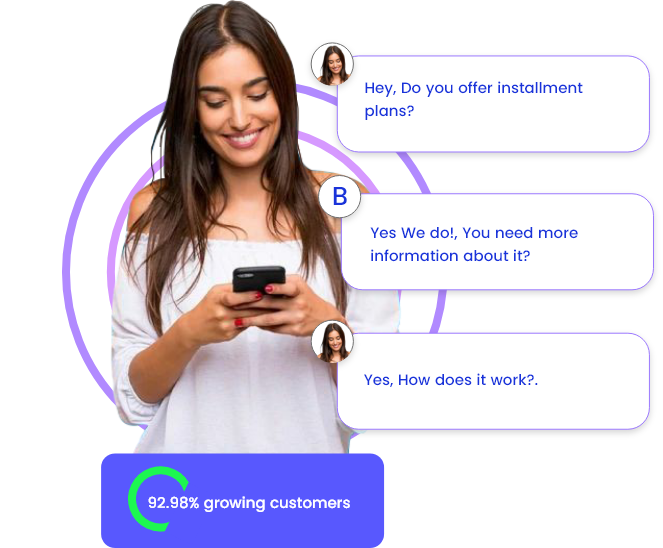 Hey, Do you offer installment
plans?
B
Yes We do!, You need more
information about it?
Yes, How does it work?.
92.98% growing customers